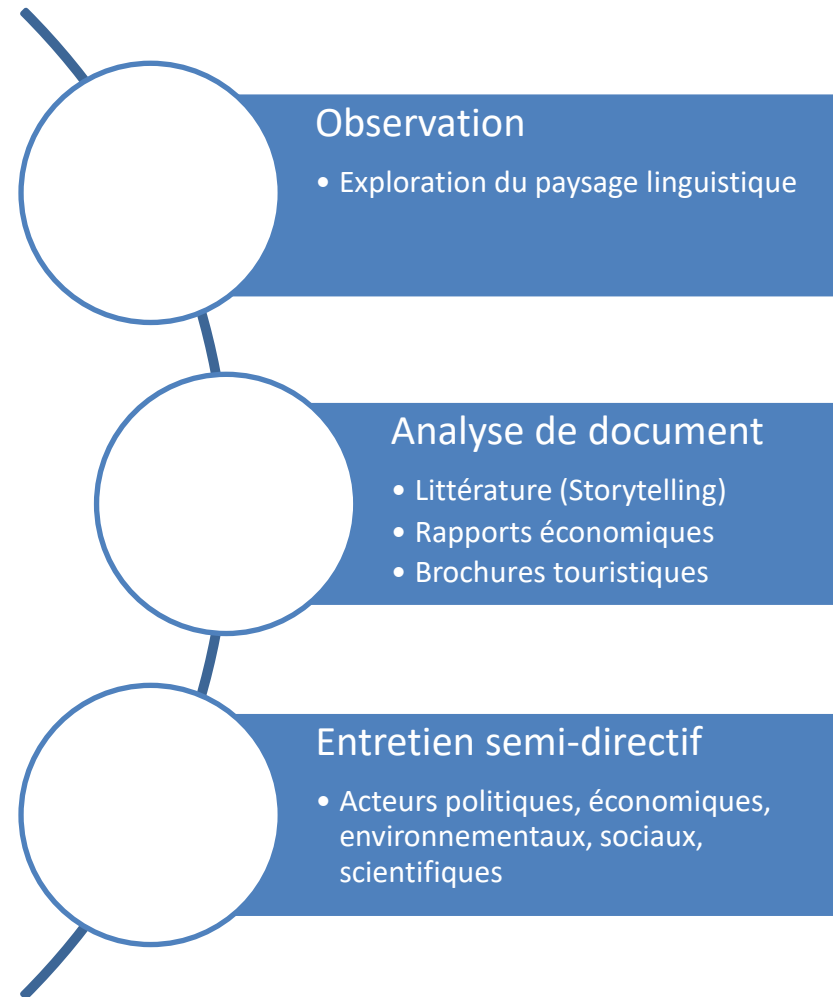 Observation
• Exploration du paysage linguistique
Analyse de document
• Littérature (Storytelling)
• Rapports économiques
• Brochures touristiques
Entretien semi-directif
• Acteurs politiques, économiques,
environnementaux, sociaux,
scientifiques